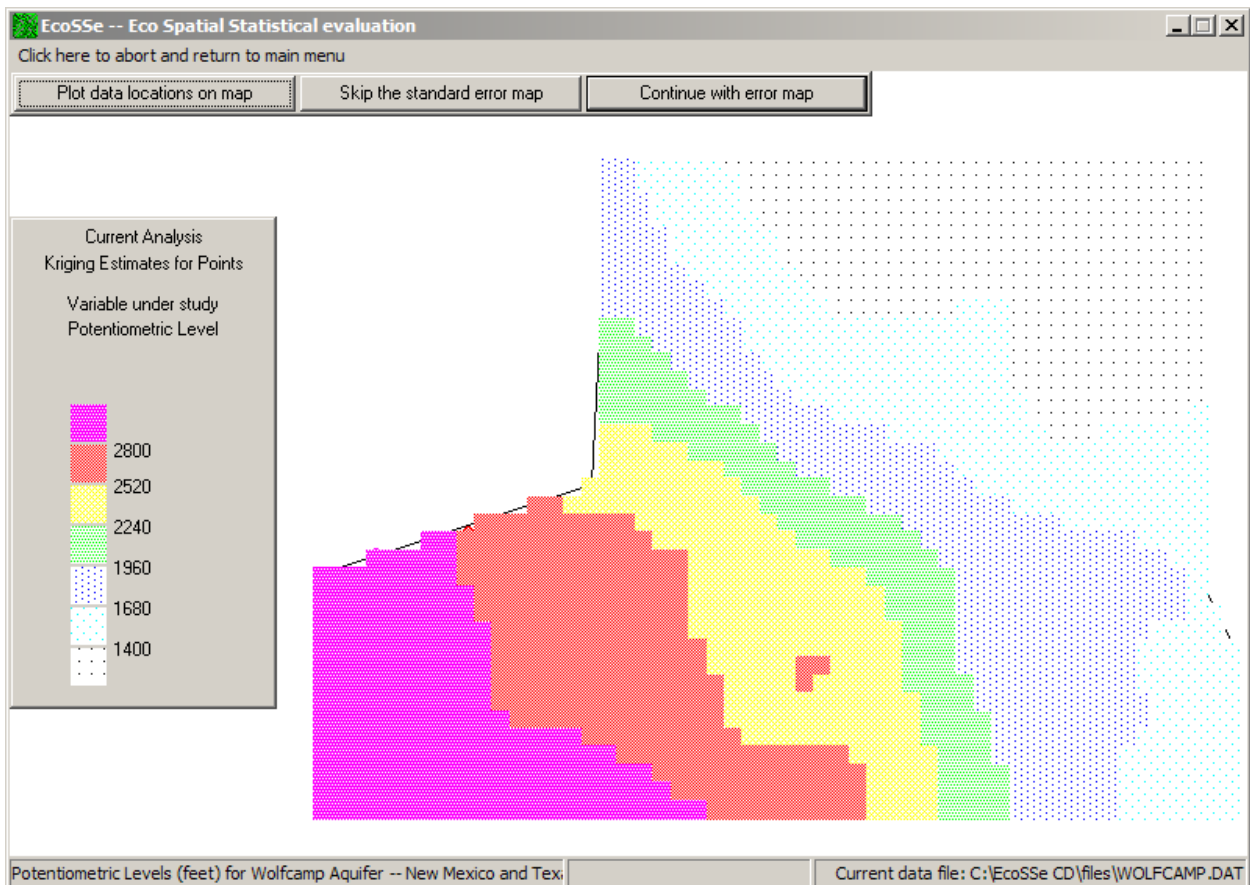 EcoSSe -- Eco Spatial Statistical evaluation
Click here to abort and return to main menu
Plot data locations on map
Skip the standard error map
Continue with error map
Current Analysis
Kriging Estimates for Points
Variable under study
Potentiometric Level
2800
2520
2240
1960
1680
1400
Potentiometric Levels (feet) for Wolfcamp Aquifer -- New Mexico and Tex
Current data file: C:\EcoSSe CD\files\WOLFCAMP.DAT